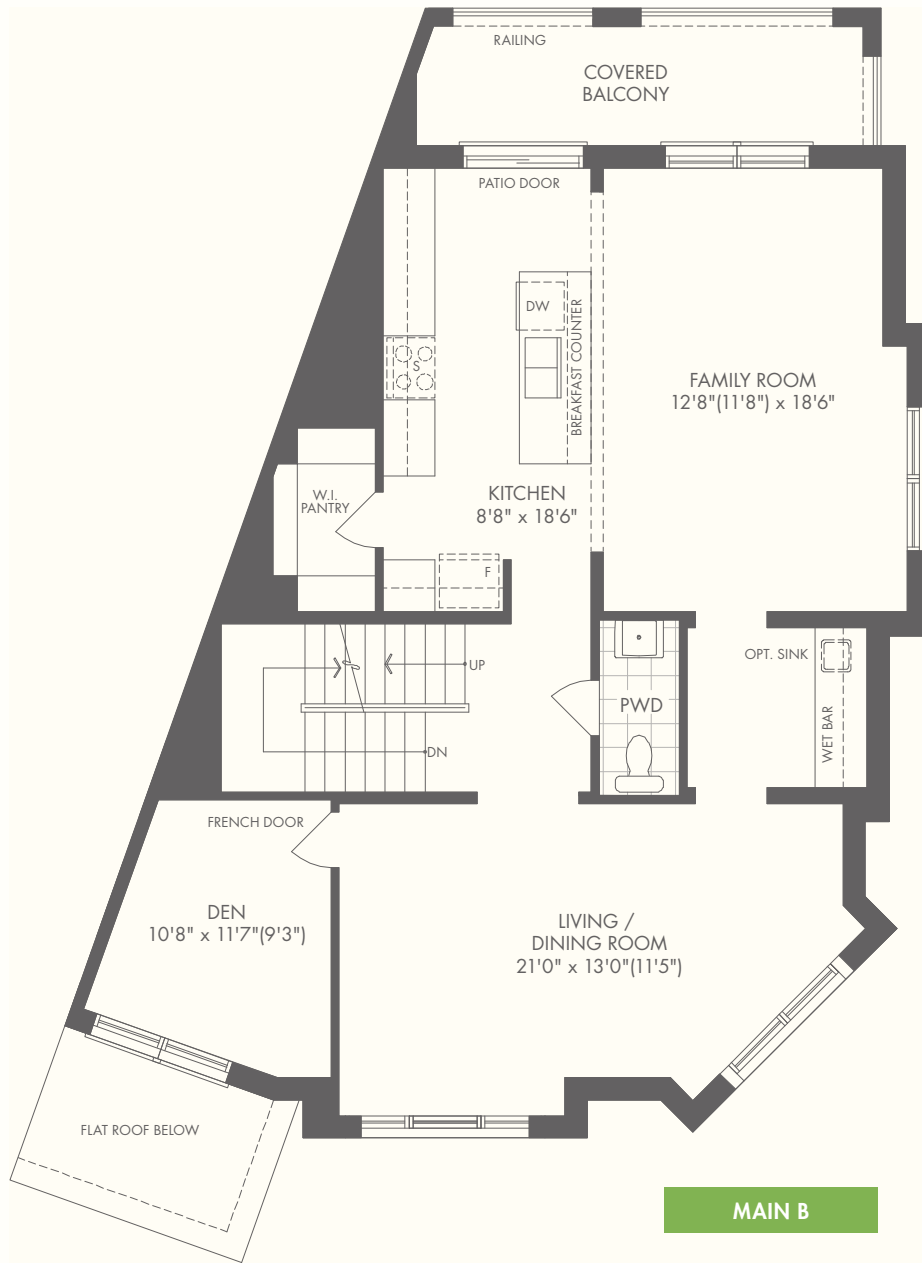 RAILING
COVERED
BALCONY
PATIO DOOR
DW
BREAKFAST COUNTER
S
FAMILY ROOM
12'8"(11'8") x 18'6"
W.I.
PANTRY
KITCHEN
8'8" x 18'6"
F
UP
OPT. SINK
PWD
WET BAR
DN
FRENCH DOOR
DEN
10'8" x 11'7"(9'3")
LIVING /
DINING ROOM
21'0" x 13'0"(11'5")
FLAT ROOF BELOW
MAIN B